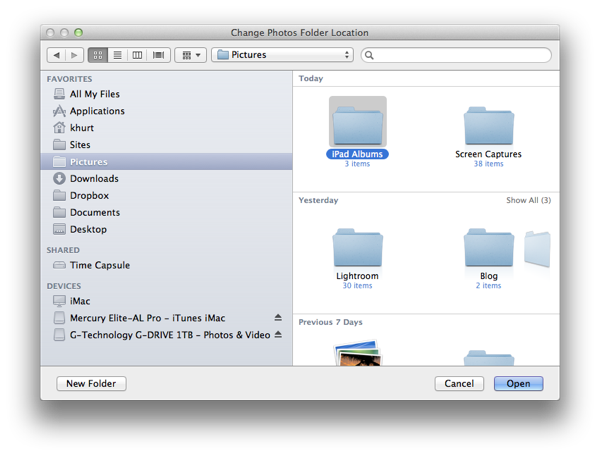 Change Photos Folder Location
Pictures
FAVORITES
All My Files
Applications
khurt
Sites
Pictures
Downloads
Dropbox
Documents
Desktop
SHARED
Time Capsule
DEVICES
iMac
Mercury Elite-AL Pro - iTunes iMac
G-Technology G-DRIVE 1TB - Photos & Video
Today
iPad Albums
3 items
Screen Captures
38 items
Yesterday
Show All (3)
Lightroom
30 items
Blog
2 items
Previous 7 Days
New Folder
Cancel
Open